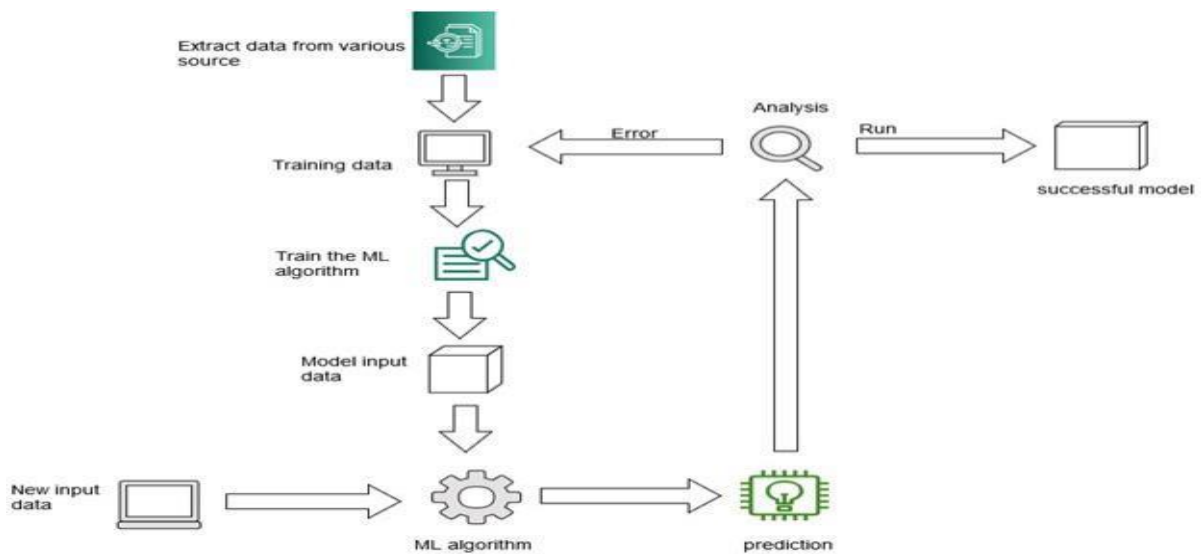 Extract data from various
source
Analysis
Error
Run
Training data
successful model
Train the ML
algorithm
Model input
data
New input
data
ML algorithm
prediction